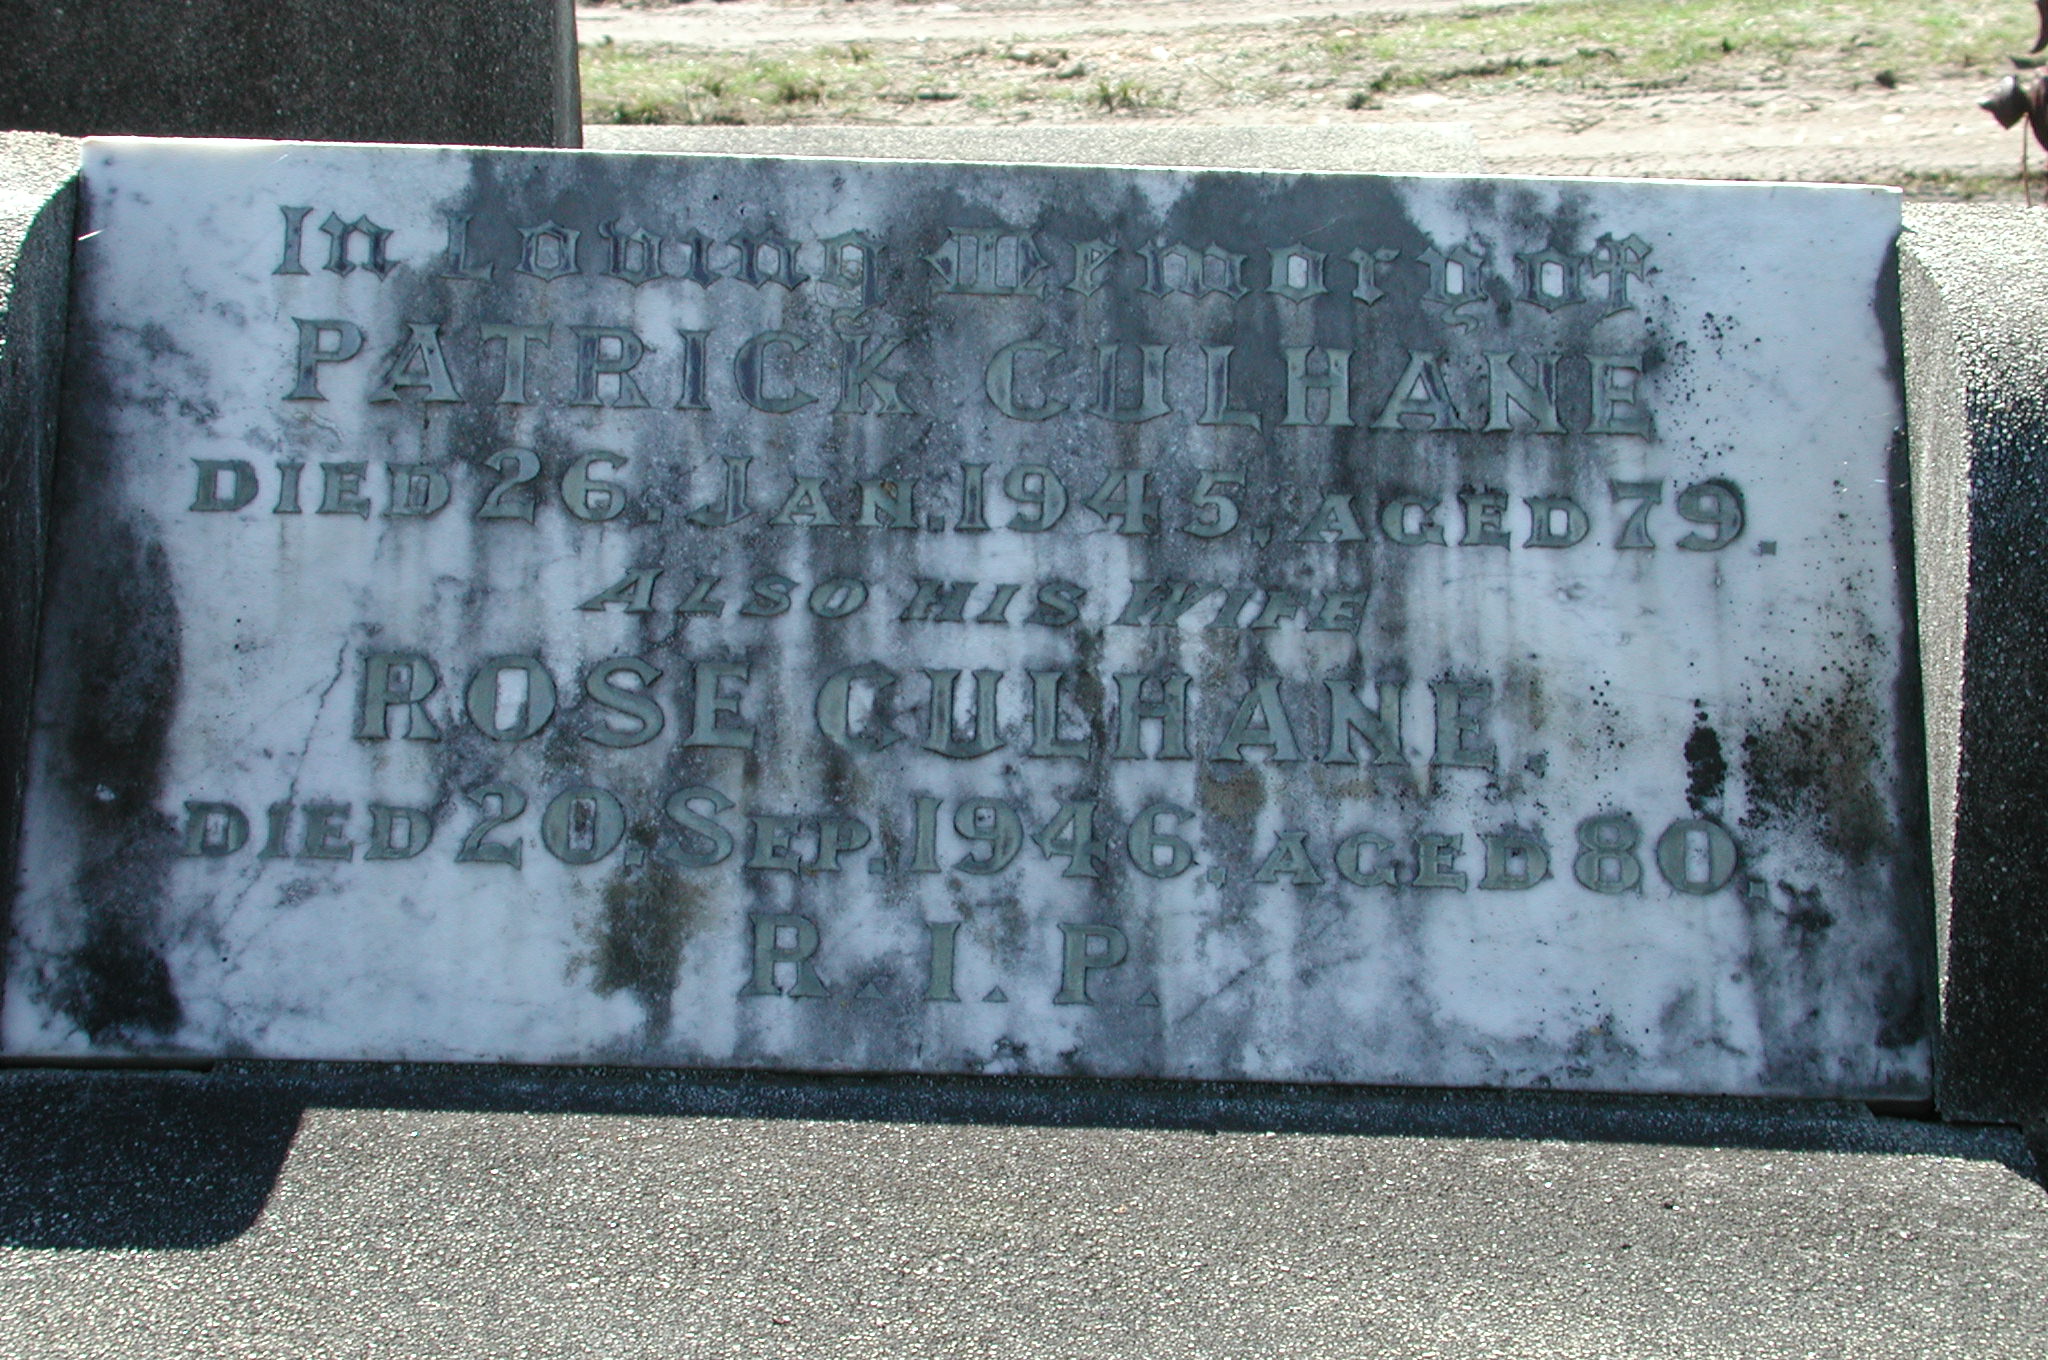 In Loving Memory of
PATRICK CULHANE
DIED 26. JAN. 1945, AGED 79.
ALSO HIS WIFE
ROSE CULHANE.
DIED 20. SEP. 1946, AGED 80.
R. I. P.